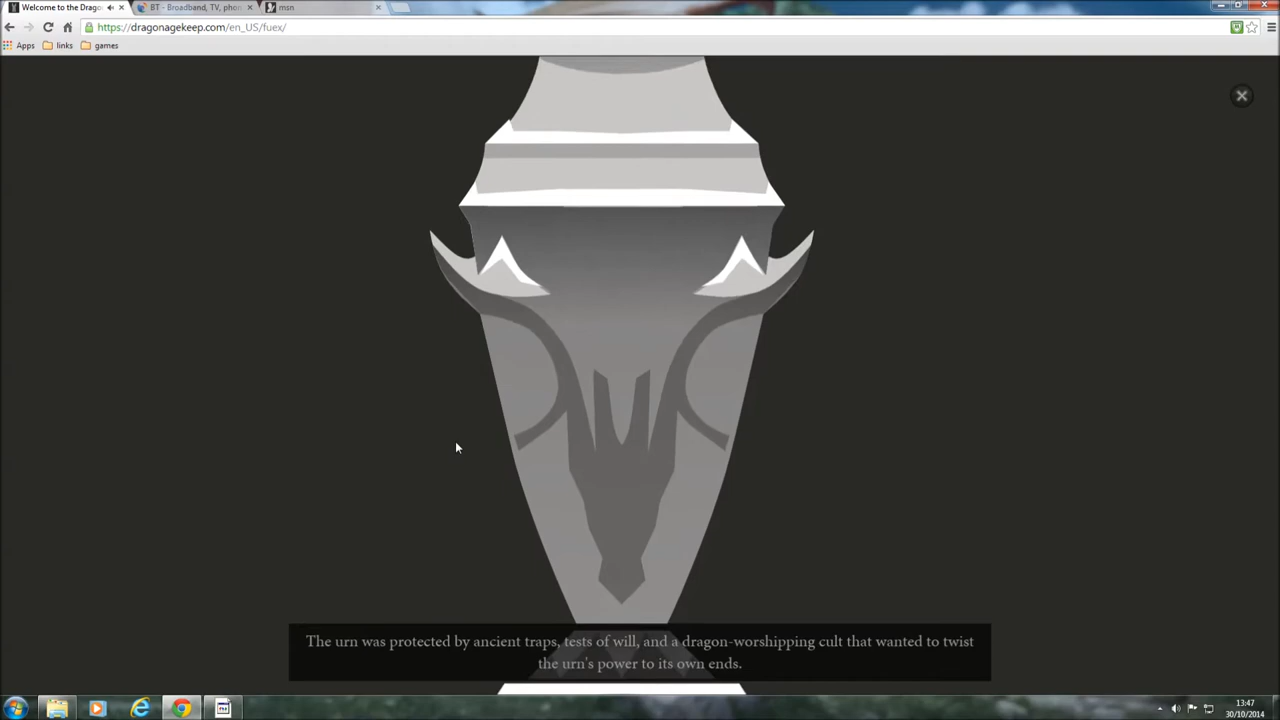 Welcome to the Drago
BT - Broadband, TV, phon
msn
https://dragonagekeep.com/en_US/fuex/
Apps
links
games
The urn was protected by ancient traps, tests of will, and a dragon-worshipping cult that wanted to twist
the urn's power to its own ends.
13:47
30/10/2014